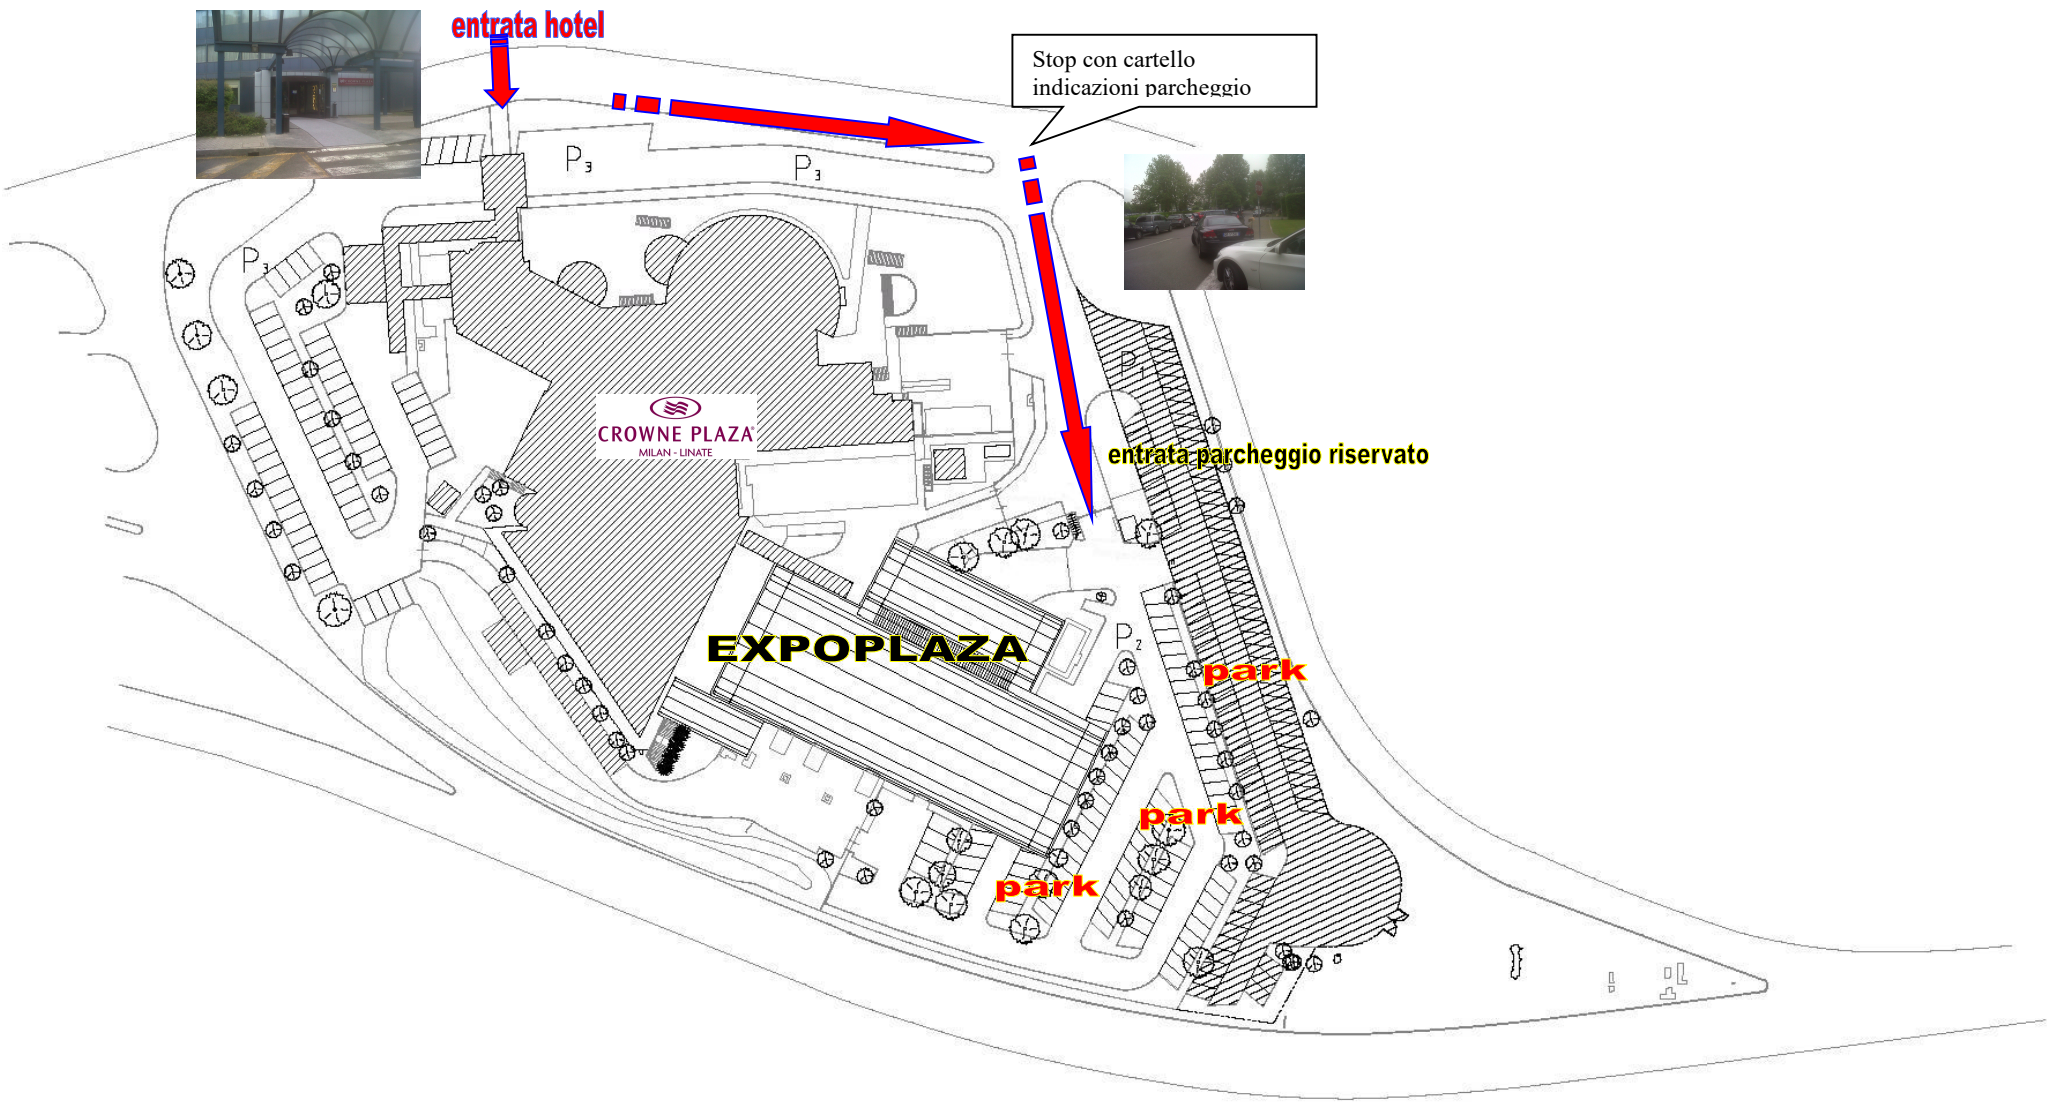 entrata hotel
Stop con cartello
indicazioni parcheggio
P3
P3
P3
P1
CROWNE PLAZA
MILAN - LINATE
entrata parcheggio riservato
EXPOPLAZA
P2
park
park
park